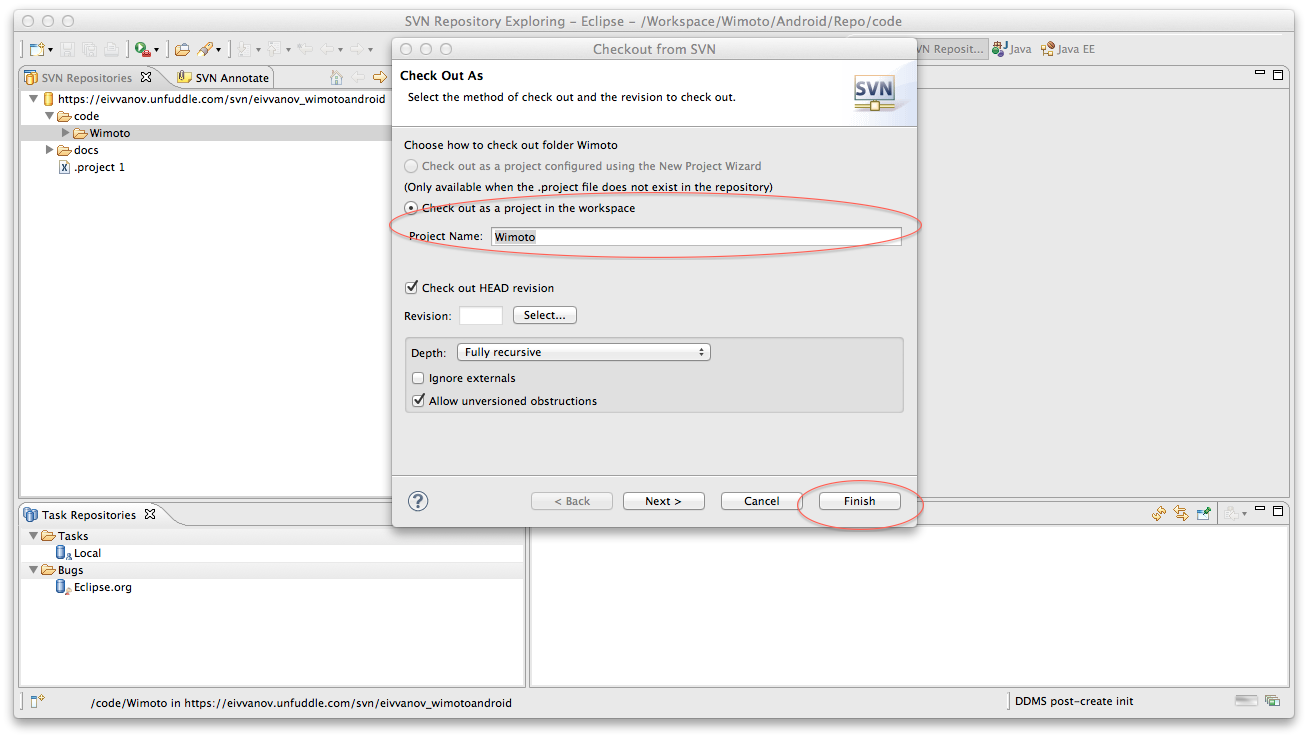 SVN Repository Exploring - Eclipse - /Workspace/Wimoto/Android/Repo/code
Checkout from SVN
VN Reposit...
Java
Java EE
SVN Repositories
SVN Annotate
https://eivvanov.unfuddle.com/svn/eivvanov_wimotoandroid
code
Wimoto
docs
.project 1
Check Out As
Select the method of check out and the revision to check out.
SVN
Choose how to check out folder Wimoto
Check out as a project configured using the New Project Wizard
(Only available when the .project file does not exist in the repository)
Check out as a project in the workspace
Project Name: Wimoto
Check out HEAD revision
Revision: Select...
Depth: Fully recursive
Ignore externals
Allow unversioned obstructions
? < Back Next > Cancel Finish
Task Repositories
Tasks
Local
Bugs
Eclipse.org
/code/Wimoto in https://eivvanov.unfuddle.com/svn/eivvanov_wimotoandroid
DDMS post-create init